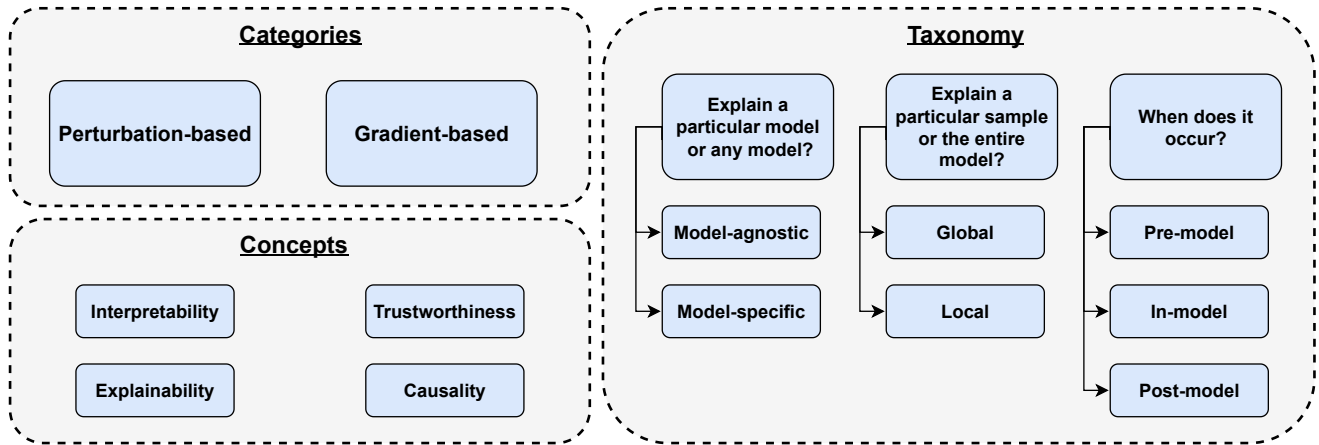 Categories
Perturbation-based
Gradient-based
Concepts
Interpretability
Trustworthiness
Explainability
Causality
Taxonomy
Explain a
particular model
or any model?
Model-agnostic
Model-specific
Explain a
particular sample
or the entire
model?
Global
Local
When does it
occur?
Pre-model
In-model
Post-model